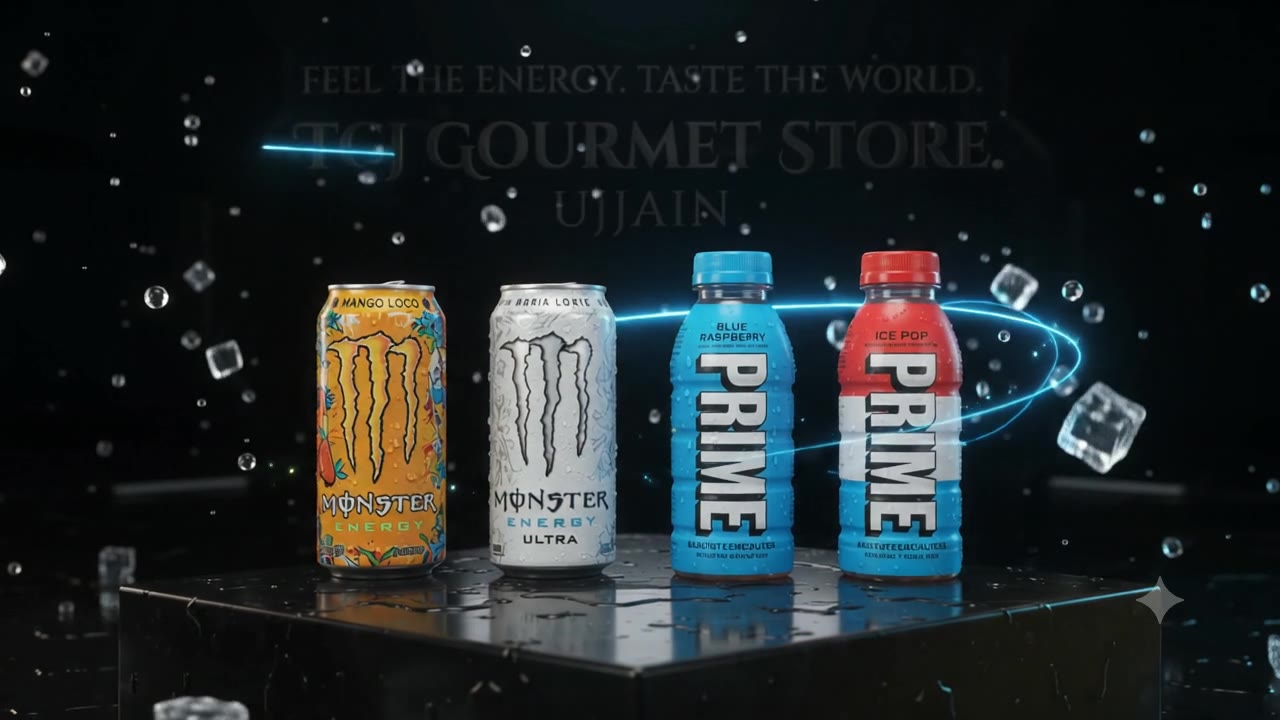 FEEL THE ENERGY. TASTE THE WORLD.
TCJ GOURMET STORE.
UJJAIN
MANGO LOCO
MONSTER
ENERGY
MONSTER
ENERGY
ULTRA
BLUE
RASPBERRY
PRIME
ICE POP
PRIME